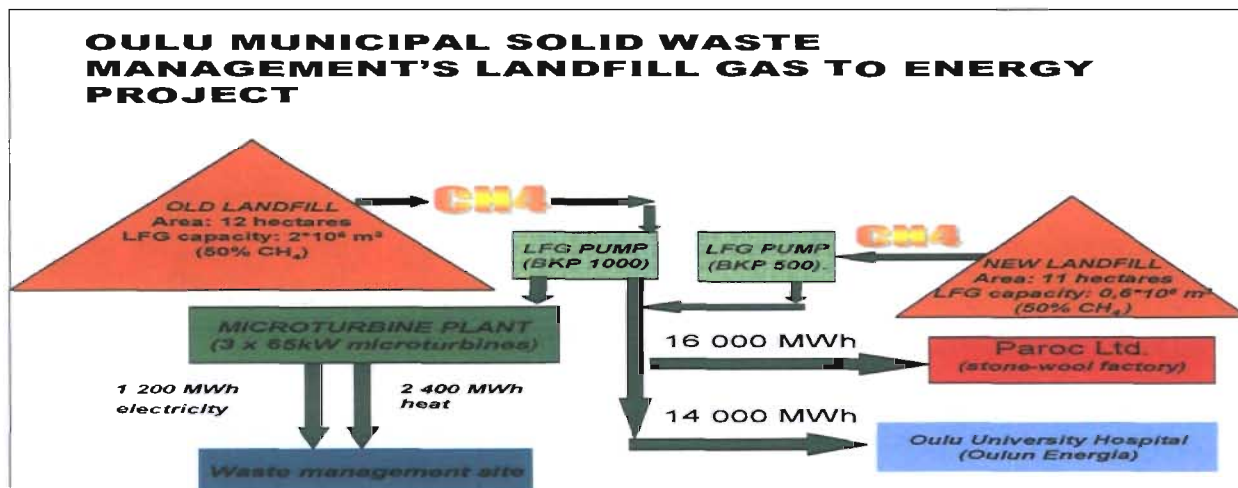 OULU MUNICIPAL SOLID WASTE
MANAGEMENT'S LANDFILL GAS TO ENERGY
PROJECT
OLD LANDFILL
Area: 12 hectares
LFG capacity: 2*10⁶ m³
(50% CH₄)
CH4
LFG PUMP
(BKP 1000)
LFG PUMP
(BKP 500).
CH4
NEW LANDFILL
Area: 11 hectares
LFG capacity: 0,6*10⁶ m³
(50% CH₄)
MICROTURBINE PLANT
(3 x 65kW microturbines)
16 000 MWh
Paroc Ltd.
(stone-wool factory)
1 200 MWh
electricity
2 400 MWh
heat
14 000 MWh
Oulu University Hospital
(Oulun Energia)
Waste management site